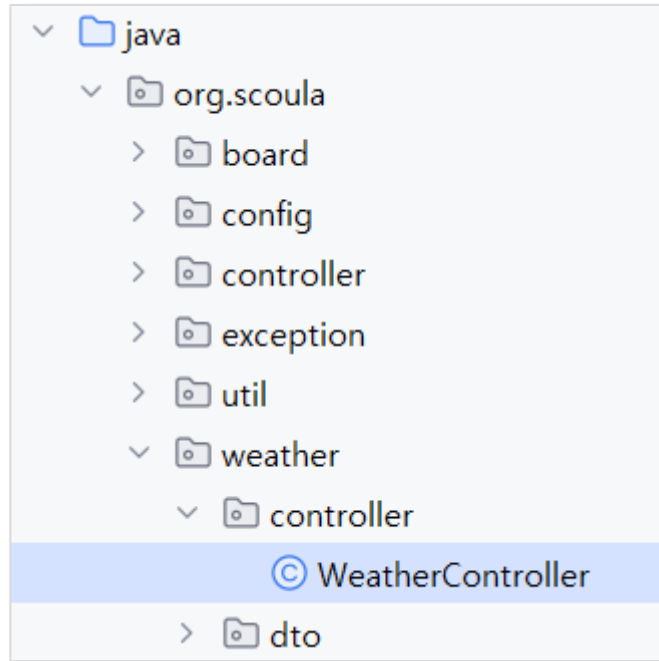 java
org.scoula
board
config
controller
exception
util
weather
controller
C WeatherController
dto